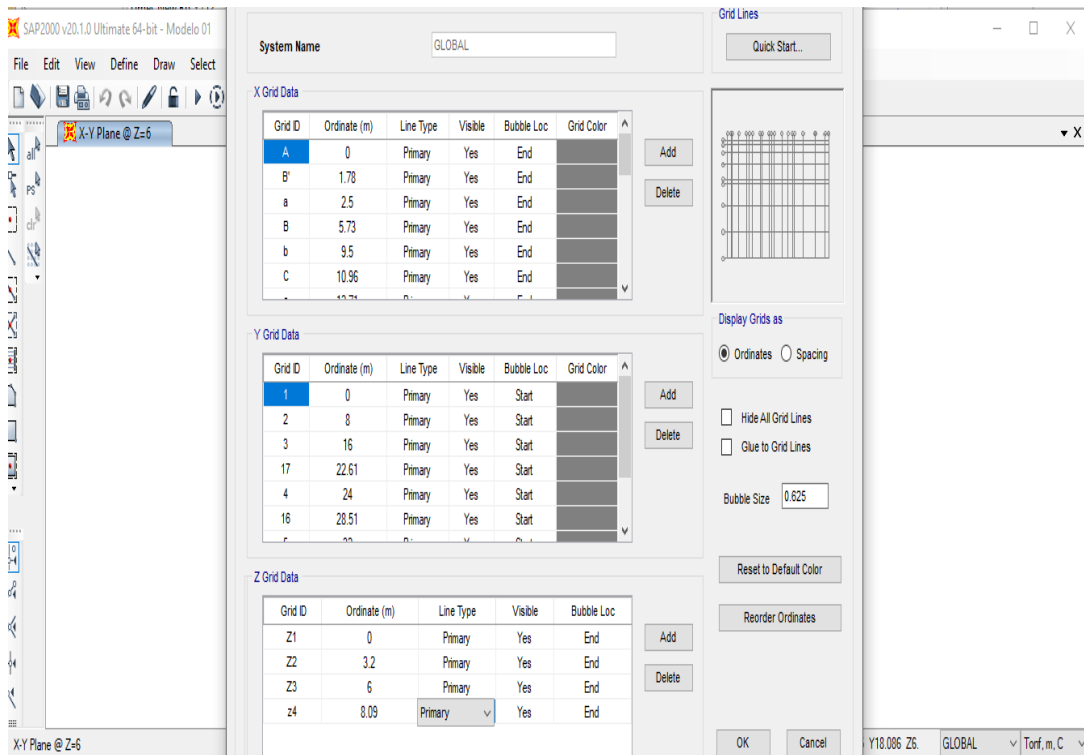 SAP2000 v20.1.0 Ultimate 64-bit - Modelo 01
File Edit View Define Draw Select
X-Y Plane @ Z=6
all
PS
clr
System Name GLOBAL
Grid Lines
Quick Start...
X Grid Data
Grid ID Ordinate (m) Line Type Visible Bubble Loc Grid Color
A 0 Primary Yes End
B' 1.78 Primary Yes End
a 2.5 Primary Yes End
B 5.73 Primary Yes End
b 9.5 Primary Yes End
C 10.96 Primary Yes End
Add
Delete
Y Grid Data
Grid ID Ordinate (m) Line Type Visible Bubble Loc Grid Color
1 0 Primary Yes Start
2 8 Primary Yes Start
3 16 Primary Yes Start
17 22.61 Primary Yes Start
4 24 Primary Yes Start
16 28.51 Primary Yes Start
Add
Delete
Display Grids as
Ordinates Spacing
Hide All Grid Lines
Glue to Grid Lines
Bubble Size 0.625
Reset to Default Color
Reorder Ordinates
Z Grid Data
Grid ID Ordinate (m) Line Type Visible Bubble Loc
Z1 0 Primary Yes End
Z2 3.2 Primary Yes End
Z3 6 Primary Yes End
z4 8.09 Primary Yes End
Add
Delete
OK Cancel
X-Y Plane @ Z=6
Y18.086 Z6. GLOBAL Tonf, m, C